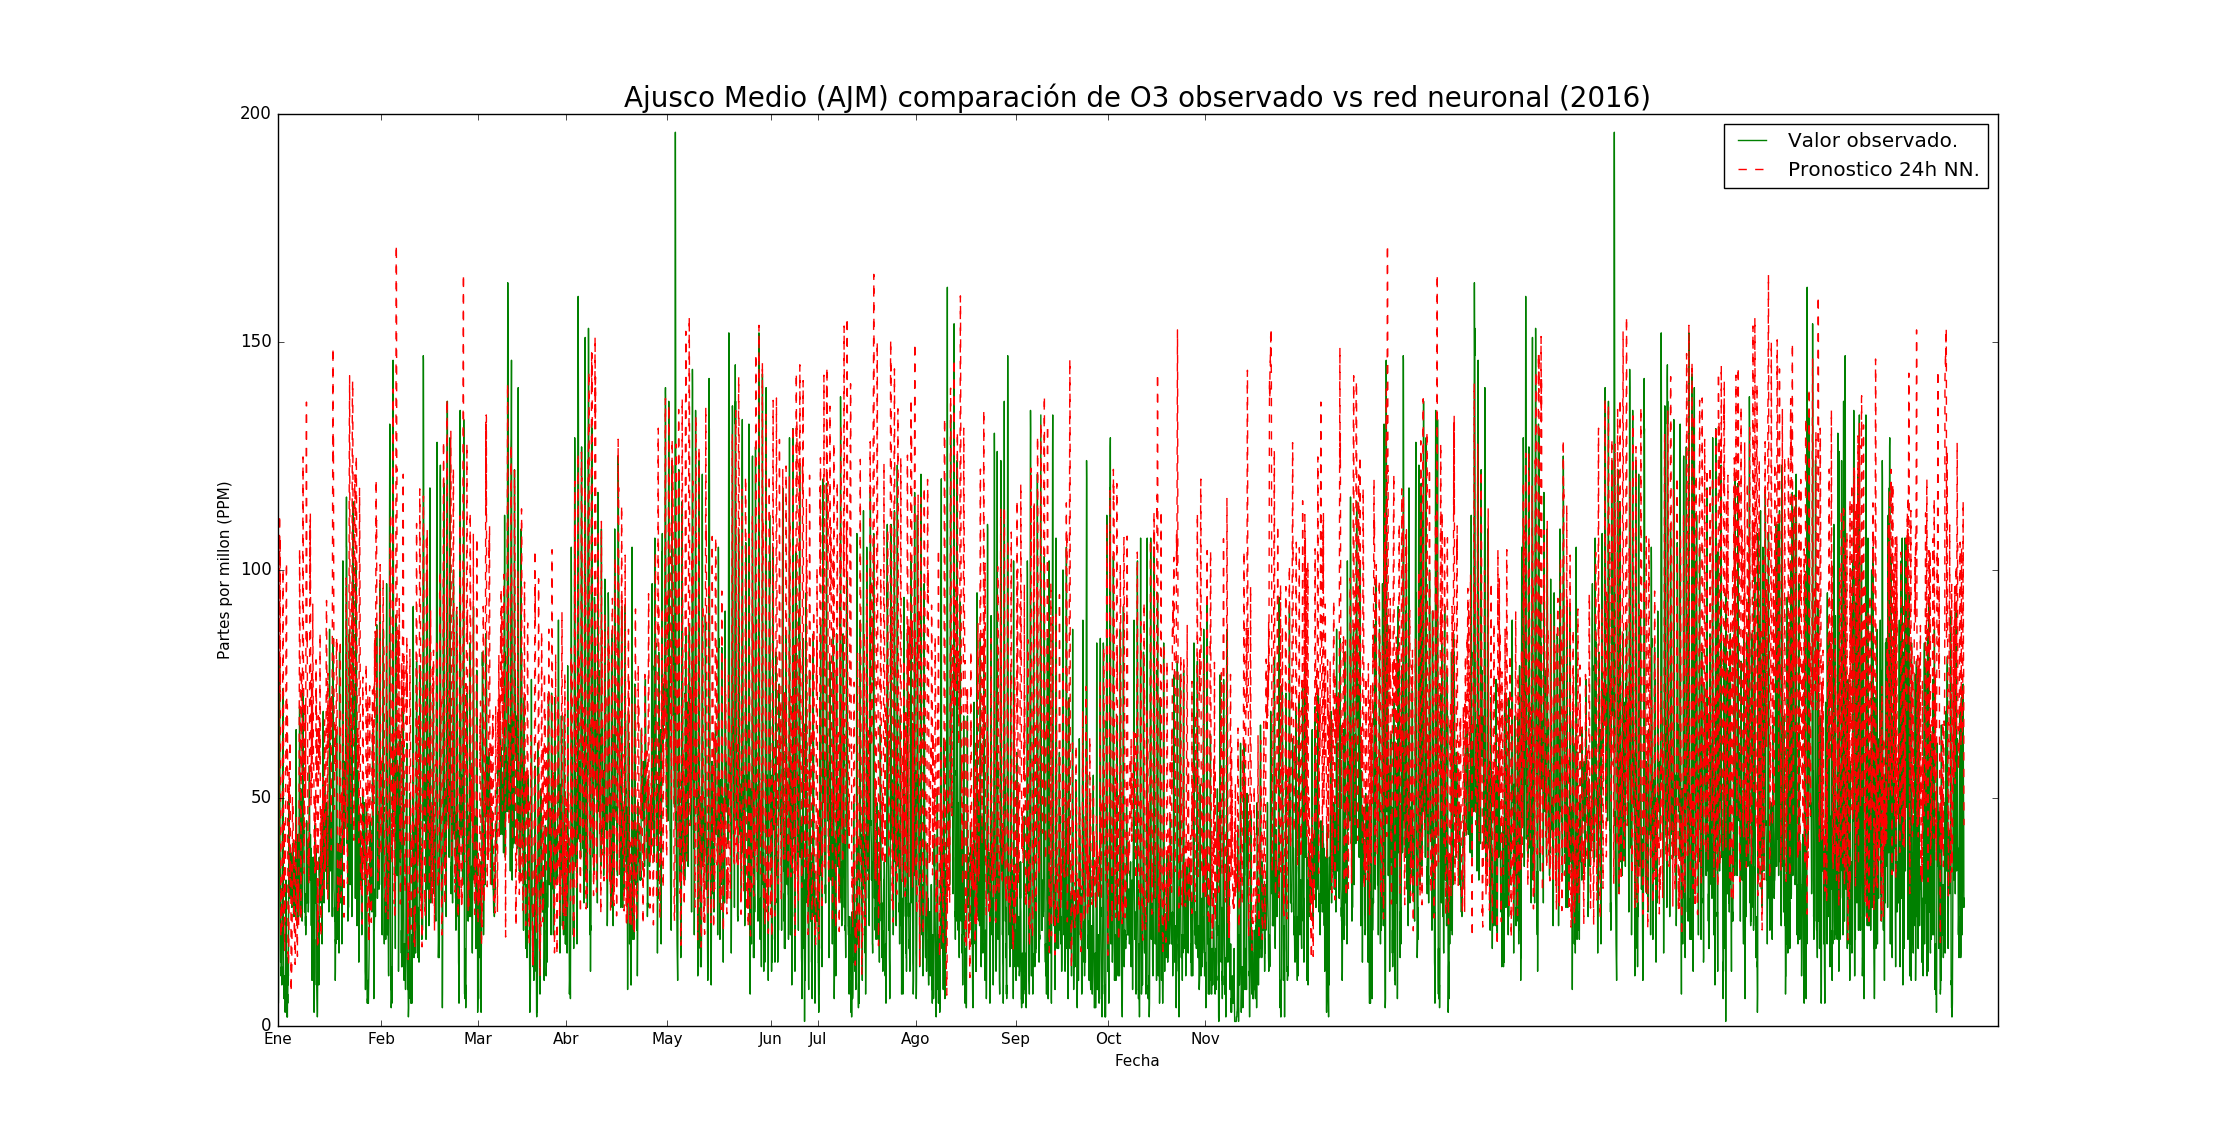 Ajusco Medio (AJM) comparación de O3 observado vs red neuronal (2016)
Valor observado.
Pronostico 24h NN.
Partes por millon (PPM)
200
150
100
50
0
Ene Feb Mar Abr May Jun Jul Ago Sep Oct Nov
Fecha